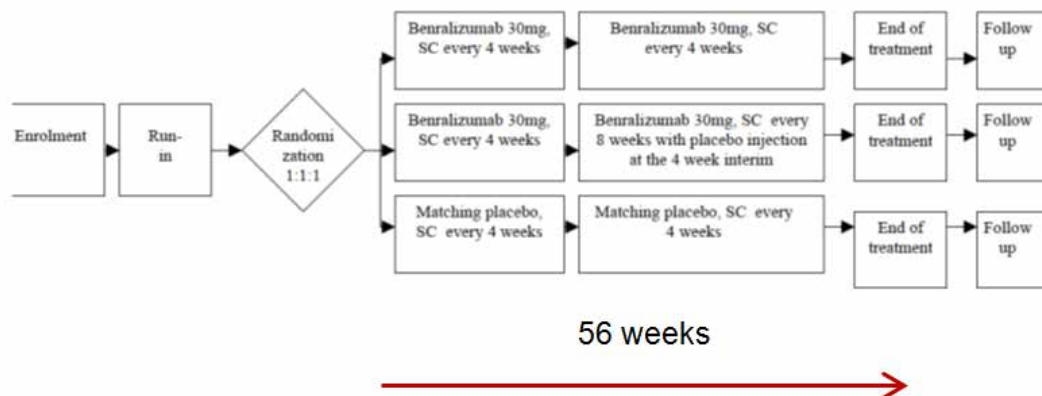 Enrolment
Run-
in
Randomi
zation
1:1:1
Benralizumab 30mg,
SC every 4 weeks
Benralizumab 30mg, SC
every 4 weeks
End of
treatment
Follow
up
Benralizumab 30mg,
SC every 4 weeks
Benralizumab 30mg, SC every
8 weeks with placebo injection
at the 4 week interim
End of
treatment
Follow
up
Matching placebo,
SC every 4 weeks
Matching placebo, SC every
4 weeks
End of
treatment
Follow
up
56 weeks